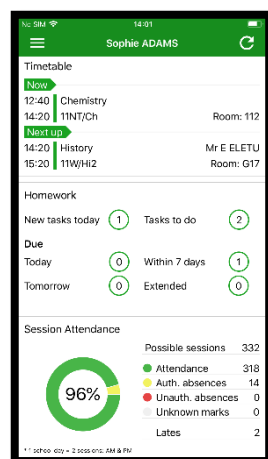 No SIM 14:01
Sophie ADAMS
Timetable
Now
12:40 Chemistry
14:20 11NT/Ch Room: 112
Next up
14:20 History Mr E ELETU
15:20 11W/Hi2 Room: G17
Homework
New tasks today 1 Tasks to do 2
Due
Today 0 Within 7 days 1
Tomorrow 0 Extended 0
Session Attendance
Possible sessions 332
Attendance 318
Auth. absences 14
96%
Unauth. absences 0
Unknown marks 0
Lates 2
* 1 school day = 2 sessions: AM & PM